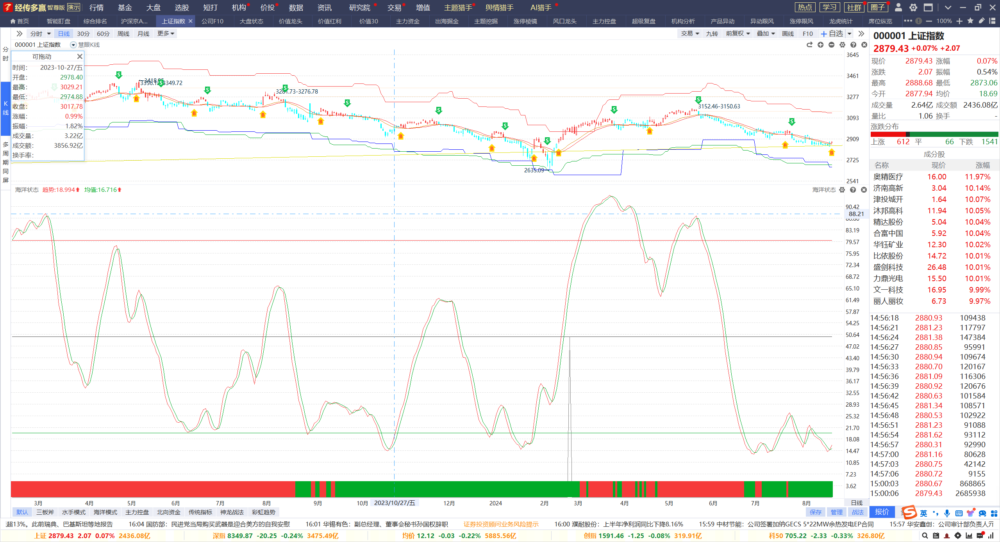 经传多赢 智尊版 演示 行情 基金 大盘 选股 短打 机构 价投 数据 资讯 研究院 交易 增值 主题猎手 舆情猎手 AI猎手 热点 学习 社群 圈子
首页 智能盯盘 综合排名 沪深京A... 上证指数 公司F10 大盘状态 价值龙头 价值红利 价值30 主力资金 出海掘金 主题挖掘 涨停棱镜 风口龙头 主力控盘 超级复盘 机构分析 产品异动 异动跟风 涨停跟风 龙虎统计 席位纵览 100%
分时 日线 30分 60分 周线 月线 更多 交易 九转 前复权 叠加 画线 F10 自选
000001 上证指数 慧眼K线
分时
K线
多周期同屏
可拖动
时间: 2023-10-27/五
开盘: 2978.40
最高: 3029.21
最低: 2974.88
收盘: 3017.78
涨幅: 0.99%
振幅: 1.82%
成交量: 3.22亿
成交额: 3856.92亿
换手率:
3281.73-3276.78
3152.46-3150.63
2635.09
3645
3461
3277
3093
2909
2725
2541
海洋状态 趋势:18.994 均值:16.716 海洋状态
90.42
88.21
83.19
79.57
75.95
72.34
68.72
65.10
61.49
57.87
54.25
50.64
47.02
43.40
39.79
36.17
32.55
28.93
25.32
21.70
18.08
14.47
10.85
7.23
3.62
3月 4月 5月 6月 7月 8月 9月 10月 2023/10/27/五 12月 2024 2月 3月 4月 5月 6月 7月 8月 日线
默认 三板斧 水手模式 海洋模式 主力控盘 北向资金 传统指标 神龙战法 彩虹趋势 保存 管理 战法
000001 上证指数
2879.43 +0.07% +2.07
现价 2879.43 涨幅 0.07%
涨跌 2.07 振幅 0.54%
最高 2888.68 最低 2873.06
今开 2877.94 均价 18.69
成交量 2.64亿 成交额 2436.08亿
量比 1.06 换手 -
涨跌分布
上涨 612 平 66 下跌 1541
成分股
名称 现价 涨幅
奥精医疗 16.00 11.97%
济南高新 3.04 10.14%
津投城开 1.64 10.07%
沐邦高科 11.94 10.05%
精达股份 5.04 10.04%
合富中国 5.92 10.04%
华钰矿业 12.30 10.02%
比依股份 14.72 10.01%
盛剑科技 26.48 10.01%
力鼎光电 15.50 10.01%
文一科技 16.95 9.99%
丽人丽妆 6.73 9.97%
14:56:18 2880.93 109438
14:56:21 2881.23 117797
14:56:24 2881.38 147384
14:56:27 2880.85 95991
14:56:30 2880.94 109674
14:56:33 2880.70 120167
14:56:36 2881.09 116306
14:56:39 2880.92 120676
14:56:42 2880.63 101584
14:56:45 2881.34 108571
14:56:48 2880.53 102922
14:56:51 2881.23 91088
14:56:54 2881.62 93112
14:56:57 2880.31 92990
14:57:00 2881.16 80628
14:57:03 2880.75 42142
14:57:06 2880.72 9155
15:00:03 2880.67 868865
15:00:06 2879.43 2685938
报价 英
超13%。此前瑞典、巴基斯坦等地报告 16:04 国防部：民进党当局购买武器是迎合美方的自我安慰 16:01 华锡有色：副总经理、董事会秘书孙国权辞职 证券投资顾问业务风险提示 16:00 濮耐股份：上半年净利润同比下降8.16% 15:59 中材节能：公司签署加纳GECS 5*22MW余热发电EP合同 15:57 华安鑫创：公司审计部负责人
上证 2879.43 2.07 0.07% 2436.08亿 深指 8349.87 -20.25 -0.24% 3475.49亿 均价 12.12 -0.03 -0.22% 5885.56亿 创指 1591.46 -1.25 -0.08% 319.91亿 科50 705.22 -2.33 -0.33% 326.80亿